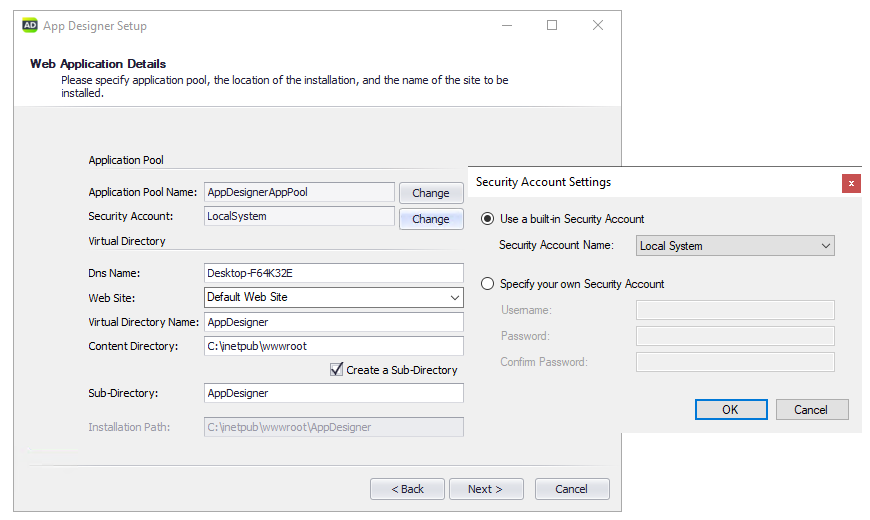 AD App Designer Setup
Web Application Details
Please specify application pool, the location of the installation, and the name of the site to be
installed.
Application Pool
Application Pool Name: AppDesignerAppPool Change
Security Account: LocalSystem Change
Virtual Directory
Dns Name: Desktop-F64K32E
Web Site: Default Web Site
Virtual Directory Name: AppDesigner
Content Directory: C:\inetpub\wwwroot
Create a Sub-Directory
Sub-Directory: AppDesigner
Installation Path: C:\inetpub\wwwroot\AppDesigner
< Back Next > Cancel
Security Account Settings x
Use a built-in Security Account
Security Account Name: Local System
Specify your own Security Account
Username:
Password:
Confirm Password:
OK Cancel